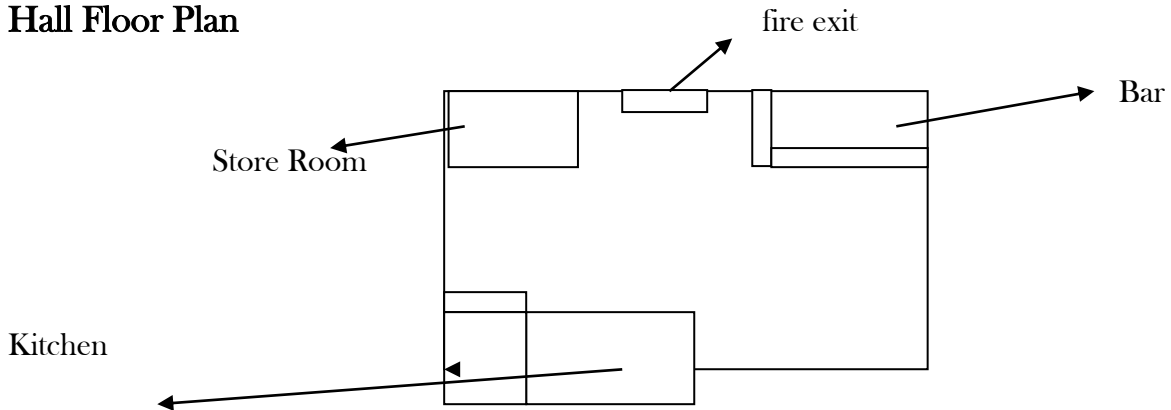 Hall Floor Plan
fire exit
Bar
Store Room
Kitchen